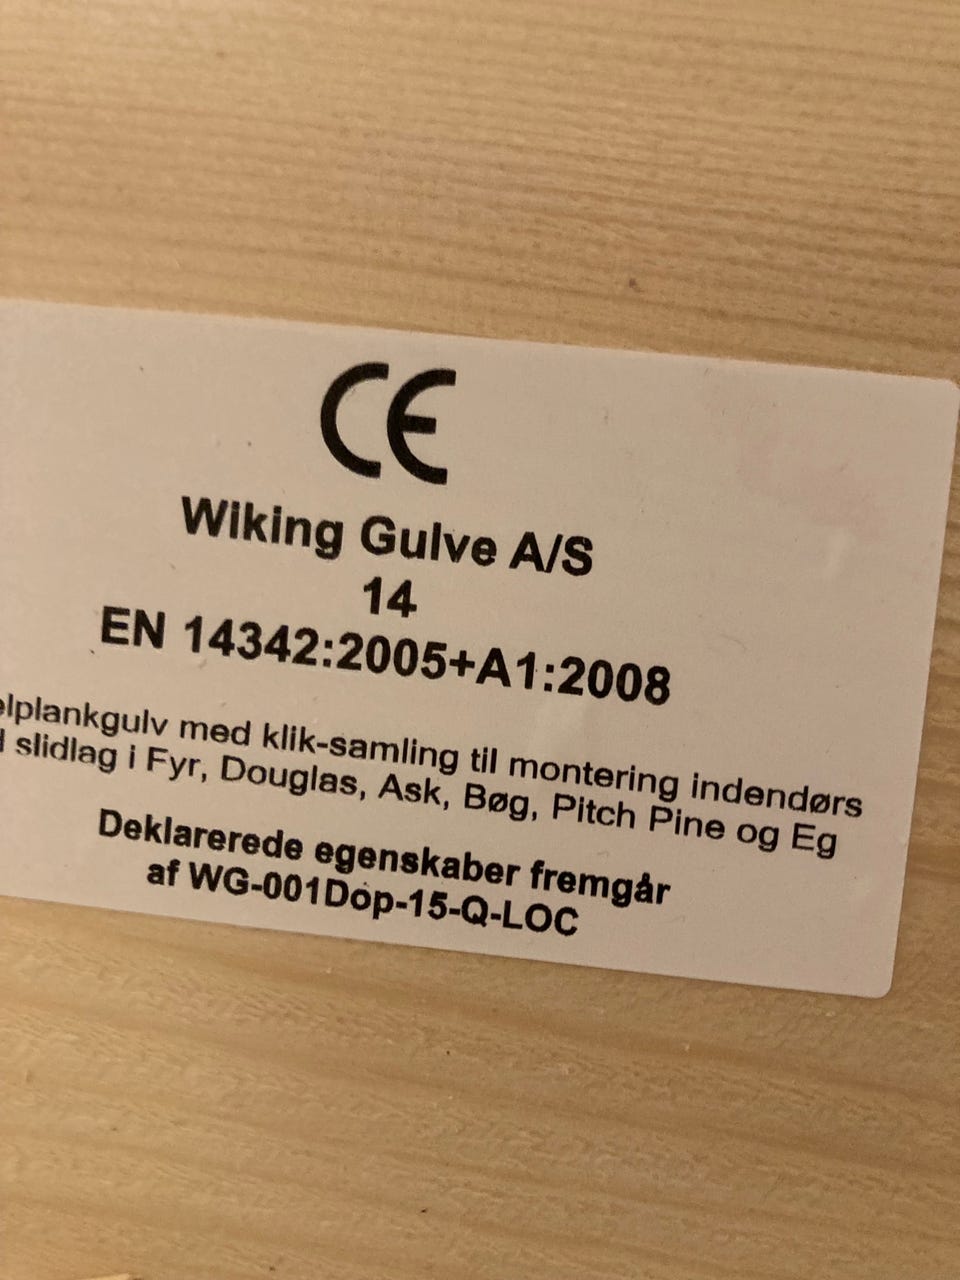 CE
Wiking Gulve A/S
14
EN 14342:2005+A1:2008
elplankgulv med klik-samling til montering indendørs
slidlag i Fyr, Douglas, Ask, Bøg, Pitch Pine og Eg
Deklarerede egenskaber fremgår
af WG-001Dop-15-Q-LOC